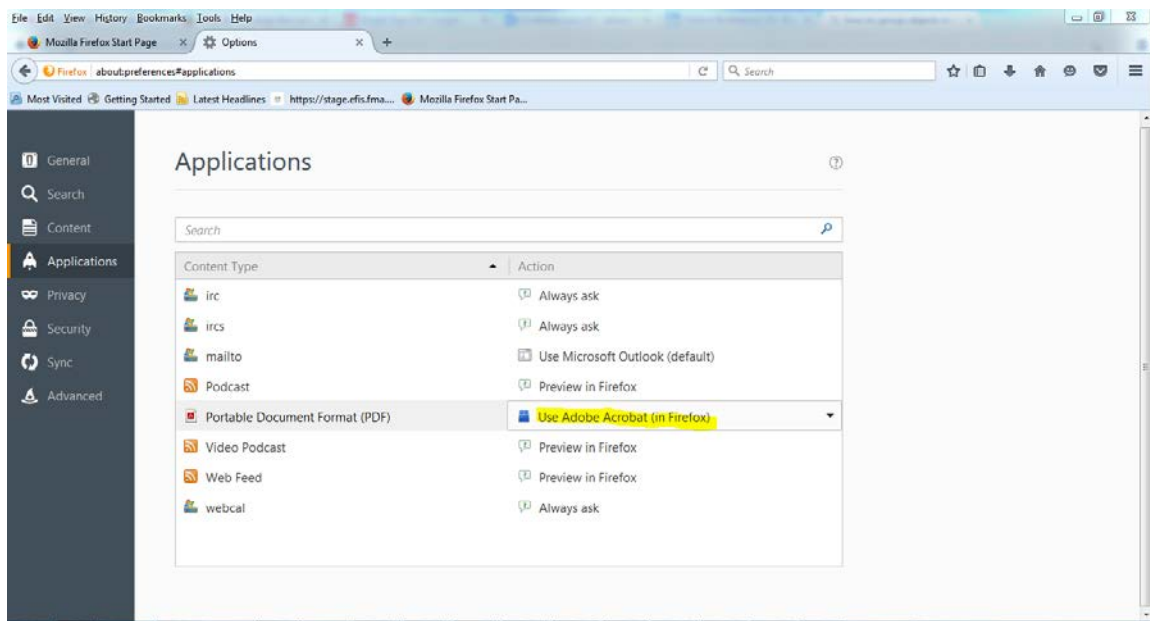 File Edit View History Bookmarks Tools Help
Mozilla Firefox Start Page × Options × +
Firefox about:preferences#applications Search
Most Visited Getting Started Latest Headlines https://stage.efis.fma.... Mozilla Firefox Start Pa...
General
Search
Content
Applications
Privacy
Security
Sync
Advanced
Applications
Search
Content Type Action
irc Always ask
ircs Always ask
mailto Use Microsoft Outlook (default)
Podcast Preview in Firefox
Portable Document Format (PDF) Use Adobe Acrobat (in Firefox)
Video Podcast Preview in Firefox
Web Feed Preview in Firefox
webcal Always ask